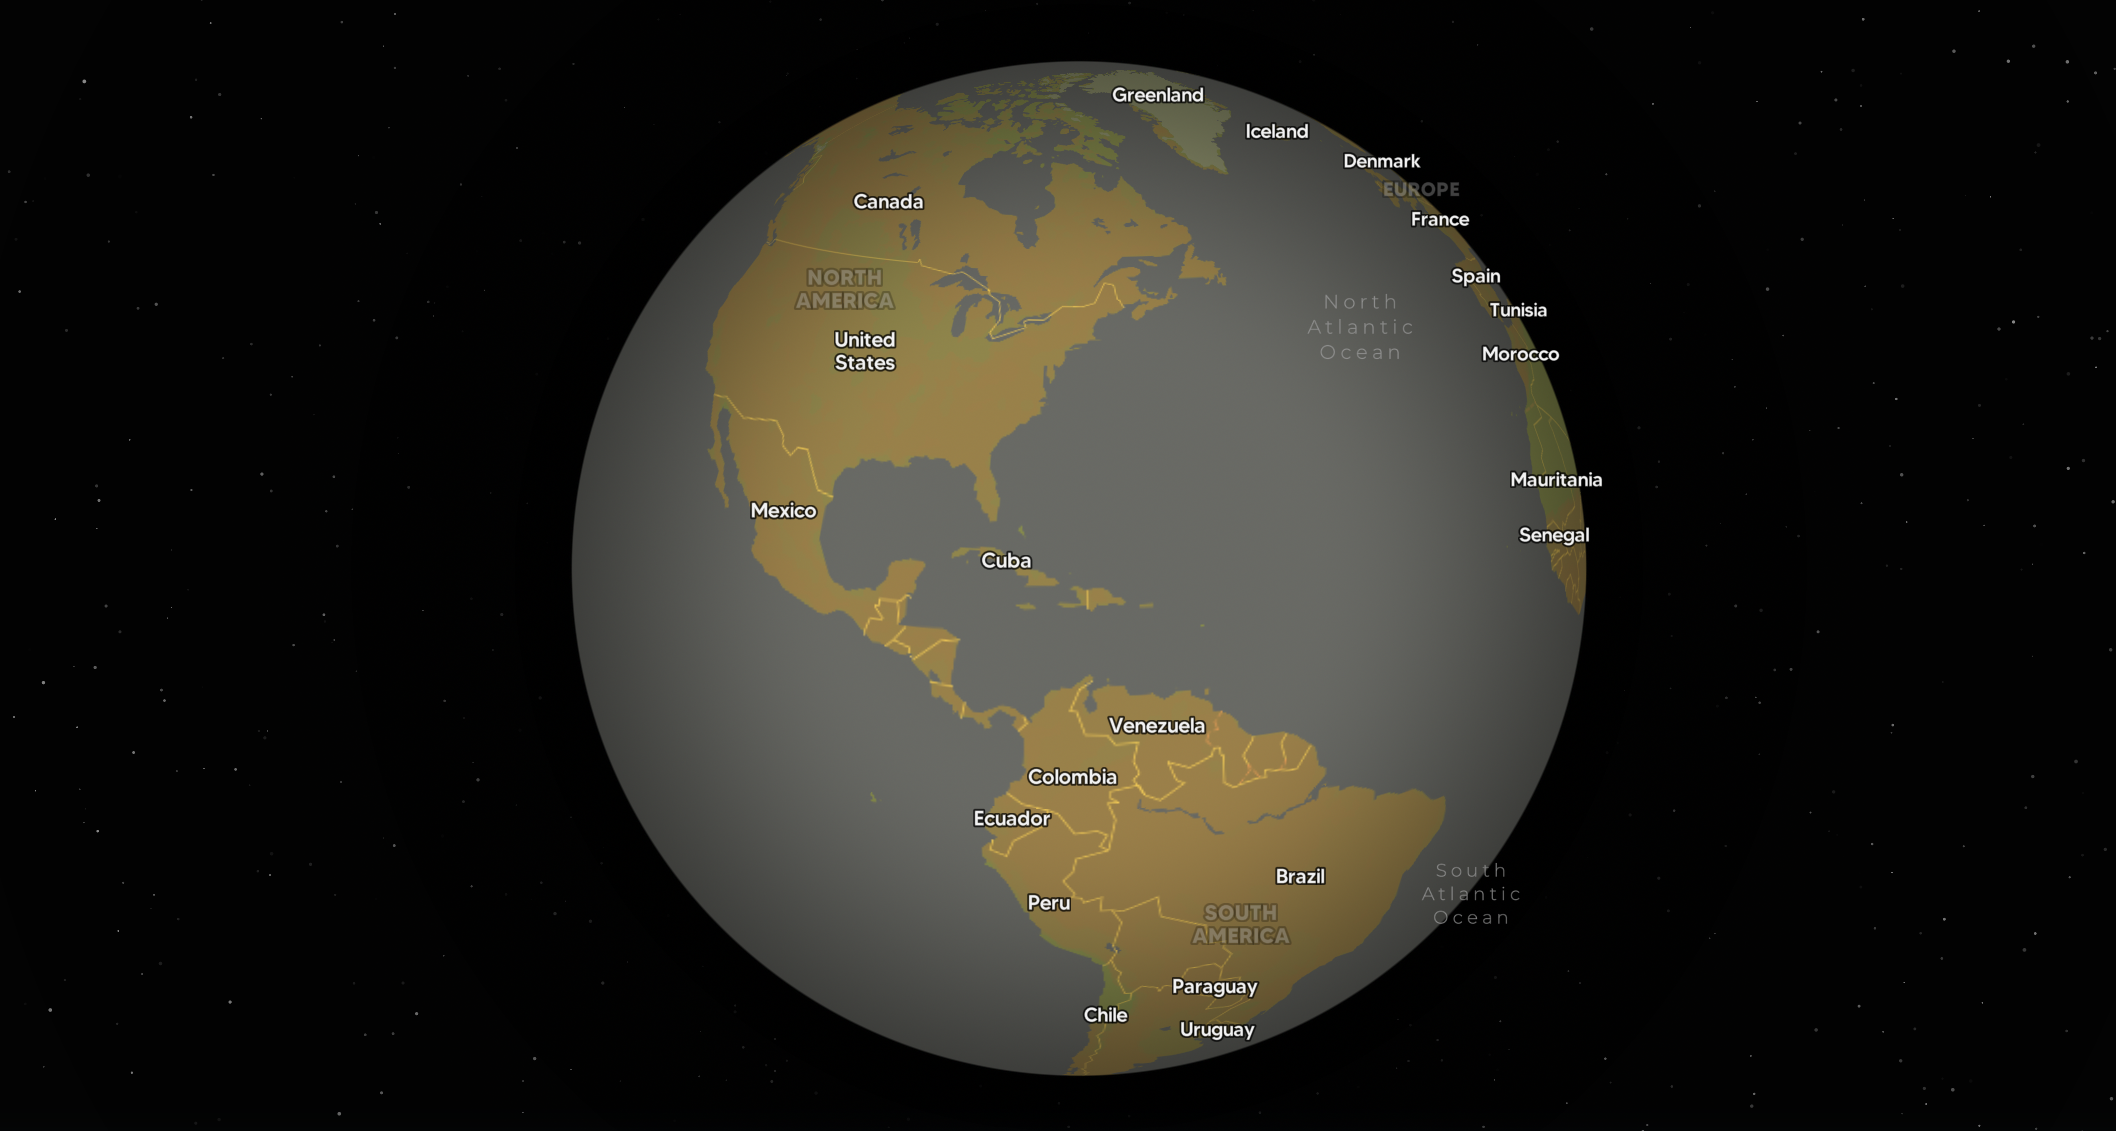 Greenland
Iceland
Denmark
EUROPE
Canada
France
NORTH
AMERICA
Spain
North
Atlantic
Ocean
Tunisia
United
States
Morocco
Mauritania
Mexico
Senegal
Cuba
Venezuela
Colombia
Ecuador
Brazil
South
Atlantic
Ocean
Peru
SOUTH
AMERICA
Paraguay
Chile
Uruguay